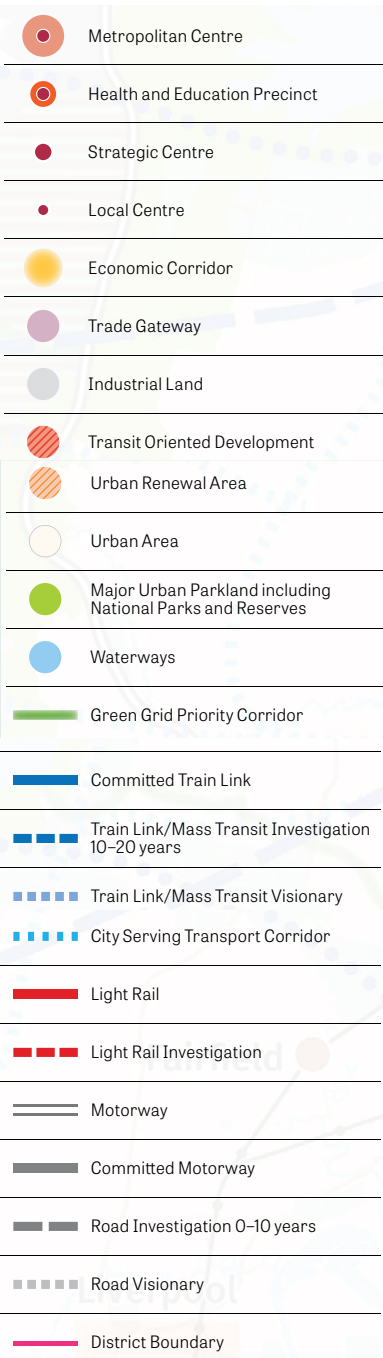 Metropolitan Centre
Health and Education Precinct
Strategic Centre
Local Centre
Economic Corridor
Trade Gateway
Industrial Land
Transit Oriented Development
Urban Renewal Area
Urban Area
Major Urban Parkland including
National Parks and Reserves
Waterways
Green Grid Priority Corridor
Committed Train Link
Train Link/Mass Transit Investigation
10–20 years
Train Link/Mass Transit Visionary
City Serving Transport Corridor
Light Rail
Light Rail Investigation
Fairfield
Motorway
Committed Motorway
Road Investigation 0–10 years
Road Visionary
Liverpool
District Boundary